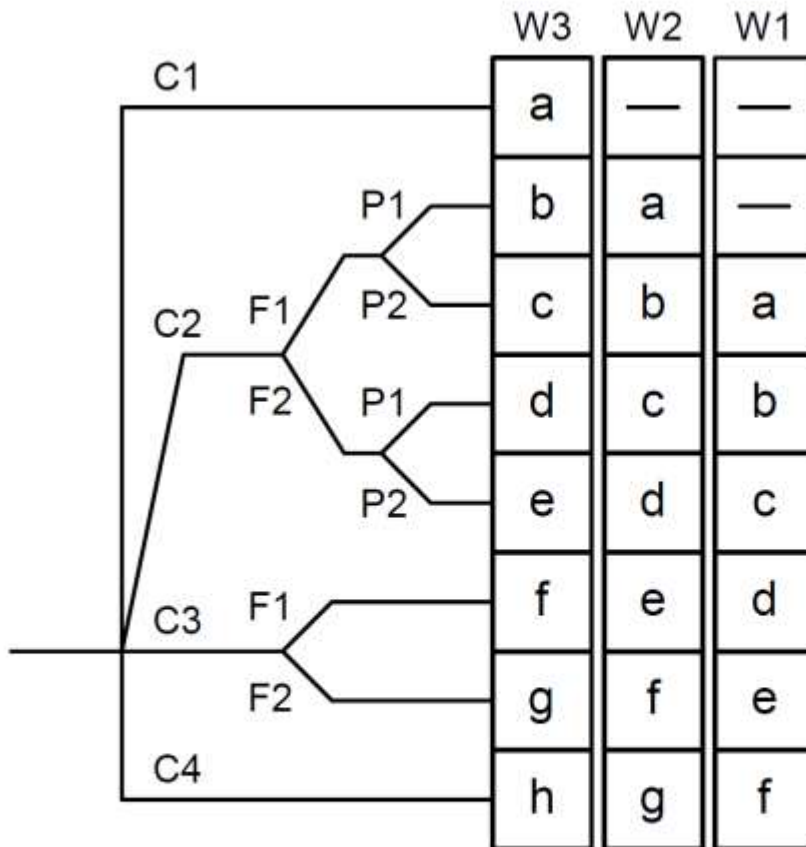 W3 W2 W1
C1 a — —
P1 b a —
C2 F1 P2 c b a
F2 P1 d c b
P2 e d c
C3 F1 f e d
F2 g f e
C4 h g f